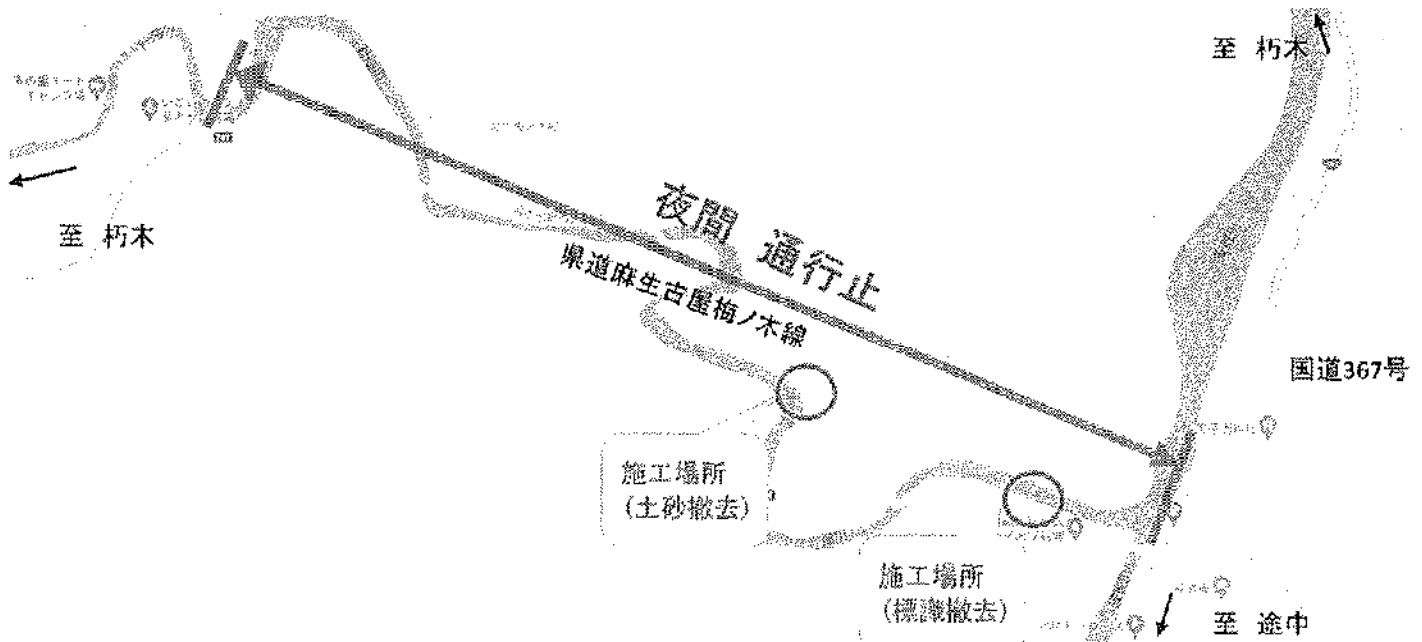 至 朽木
至 朽木
夜間 通行止
県道麻生古屋梅ノ木線
国道367号
施工場所
(土砂撤去)
施工場所
(標識撤去)
至 途中